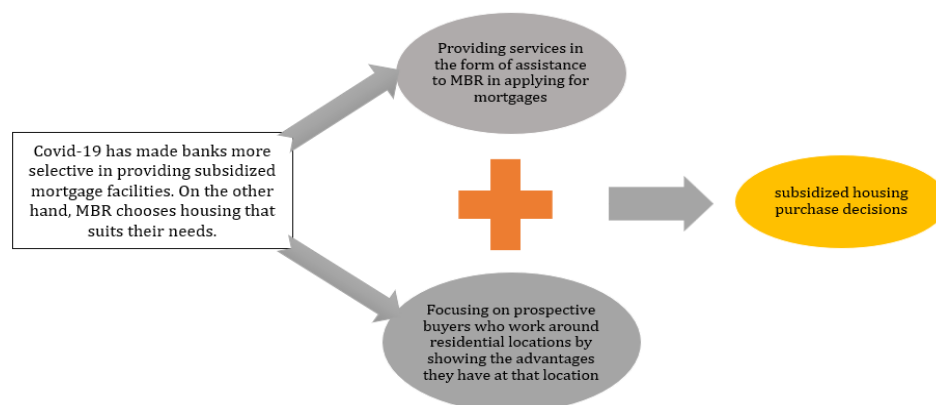 Covid-19 has made banks more
selective in providing subsidized
mortgage facilities. On the other
hand, MBR chooses housing that
suits their needs.
Providing services in
the form of assistance
to MBR in applying for
mortgages
Focusing on prospective
buyers who work around
residential locations by
showing the advantages
they have at that location
subsidized housing
purchase decisions